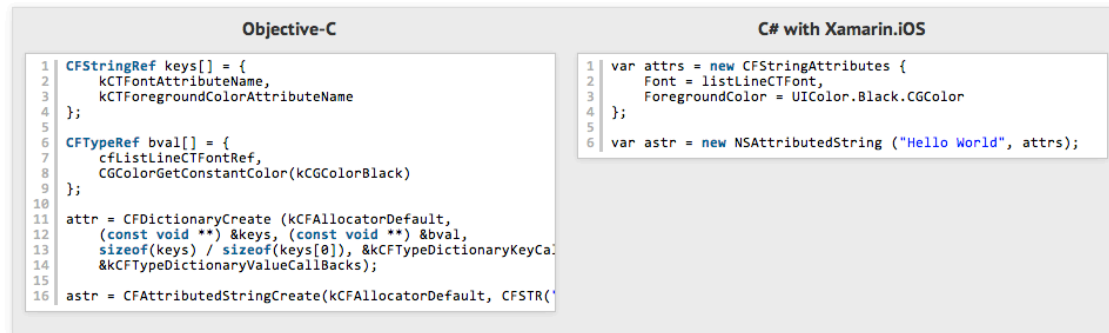 Objective-C
1 CFStringRef keys[] = {
2     kCTFontAttributeName,
3     kCTForegroundColorAttributeName
4 };
5
6 CFTypeRef bval[] = {
7     cfListLineCTFontRef,
8     CGColorGetConstantColor(kCGColorBlack)
9 };
10
11 attr = CFDictionaryCreate (kCFAllocatorDefault,
12     (const void **) &keys, (const void **) &bval,
13     sizeof(keys) / sizeof(keys[0]), &kCFTypeDictionaryKeyCal
14     &kCFTypeDictionaryValueCallBacks);
15
16 astr = CFAttributedStringCreate(kCFAllocatorDefault, CFSTR("
C# with Xamarin.iOS
1 var attrs = new CFStringAttributes {
2     Font = listLineCTFont,
3     ForegroundColor = UIColor.Black.CGColor
4 };
5
6 var astr = new NSAttributedString ("Hello World", attrs);